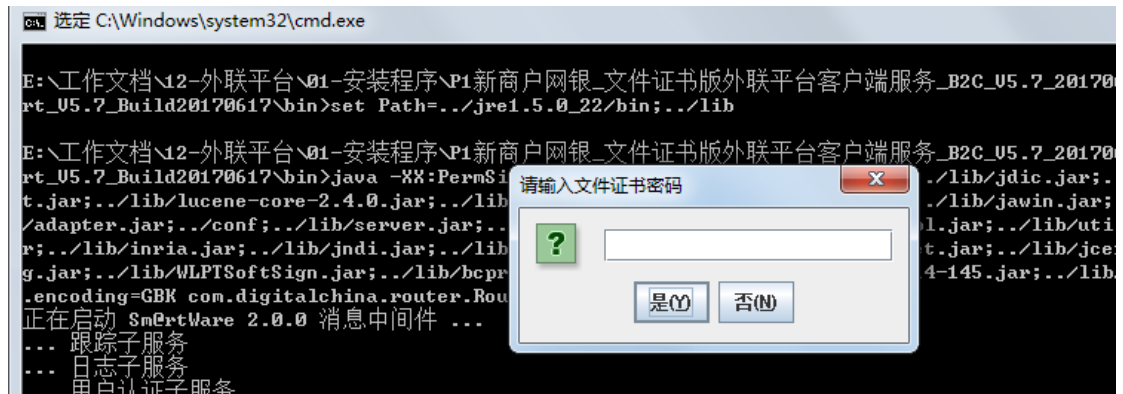 选定 C:\Windows\system32\cmd.exe
E:\工作文档\12-外联平台\01-安装程序\P1新商户网银_文件证书版外联平台客户端服务_B2C_V5.7_20170
rt_V5.7_Build20170617\bin>set Path=../jre1.5.0_22/bin;../lib
E:\工作文档\12-外联平台\01-安装程序\P1新商户网银_文件证书版外联平台客户端服务_B2C_V5.7_20170
rt_V5.7_Build20170617\bin>java -XX:PermSi ./lib/jdic.jar;.
t.jar;../lib/lucene-core-2.4.0.jar;../lib ./lib/jawin.jar;
/adapter.jar;../conf;../lib/server.jar;.. l.jar;../lib/uti
r;../lib/inria.jar;../lib/jndi.jar;../lib t.jar;../lib/jce
g.jar;../lib/WLPTSoftSign.jar;../lib/bcpr 4-145.jar;../lib
.encoding=GBK com.digitalchina.router.Rou
正在启动 Sm@rtWare 2.0.0 消息中间件 ...
... 跟踪子服务
... 日志子服务
用户认证子服务
请输入文件证书密码
是(Y) 否(N)